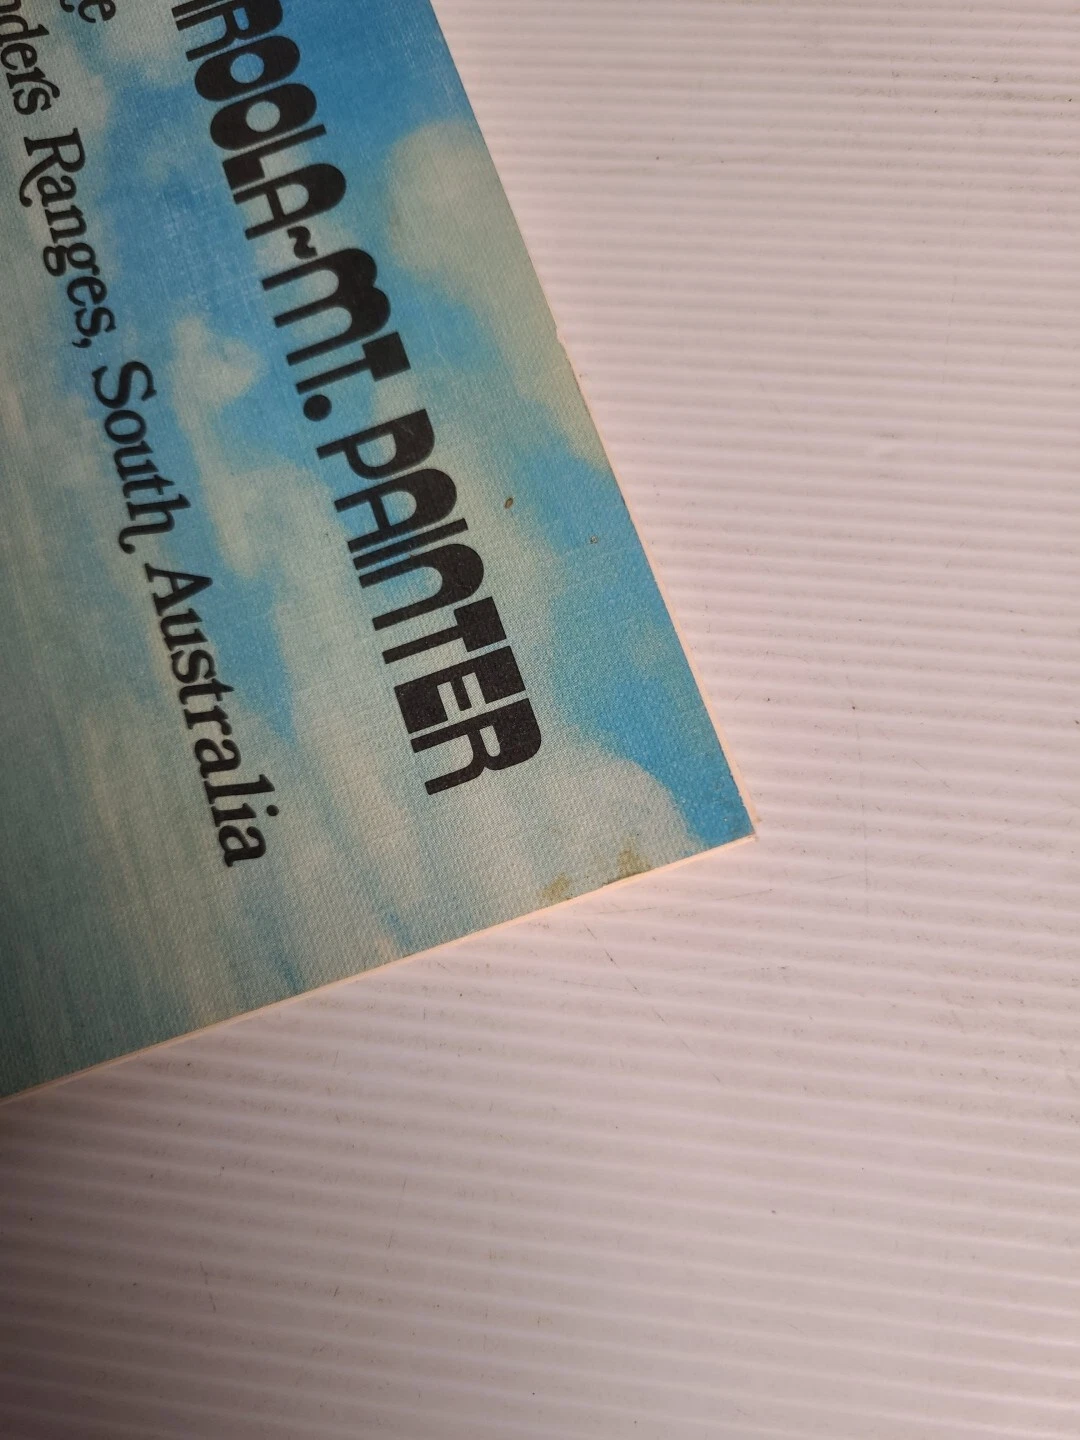 ROOLA~MT. PAINTER
nders Ranges, South Australia